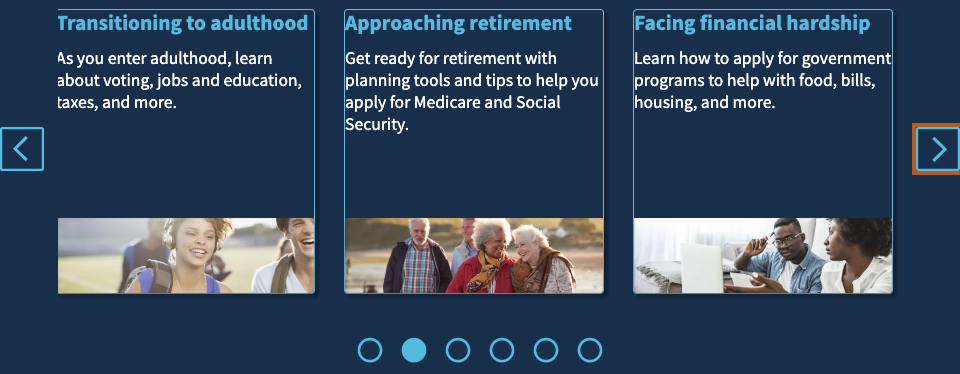 Transitioning to adulthood
As you enter adulthood, learn
about voting, jobs and education,
taxes, and more.
Approaching retirement
Get ready for retirement with
planning tools and tips to help you
apply for Medicare and Social
Security.
Facing financial hardship
Learn how to apply for government
programs to help with food, bills,
housing, and more.